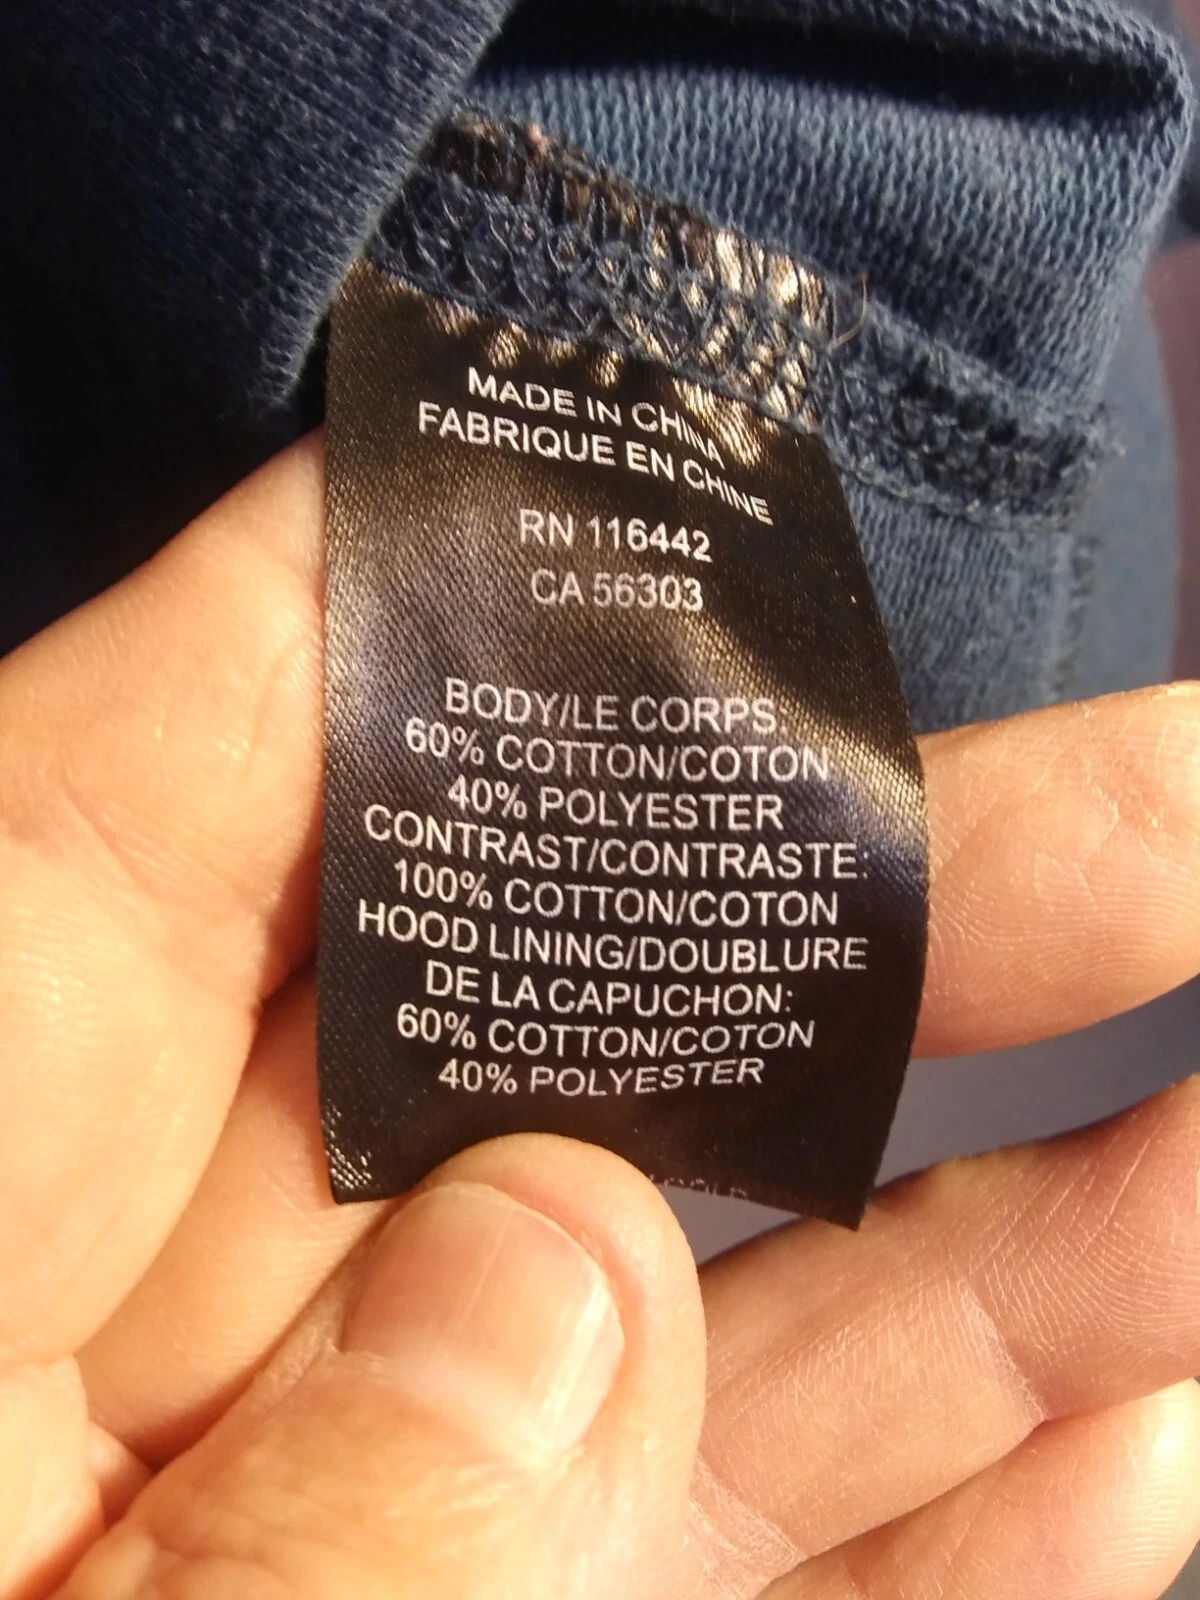 MADE IN CHINA
FABRIQUE EN CHINE
RN 116442
CA 56303
BODY/LE CORPS:
60% COTTON/COTON
40% POLYESTER
CONTRAST/CONTRASTE:
100% COTTON/COTON
HOOD LINING/DOUBLURE
DE LA CAPUCHON:
60% COTTON/COTON
40% POLYESTER